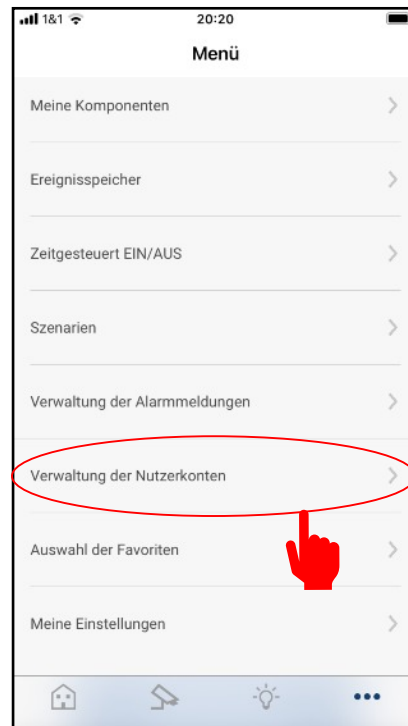 1&1 20:20
Menü
Meine Komponenten
Ereignisspeicher
Zeitgesteuert EIN/AUS
Szenarien
Verwaltung der Alarmmeldungen
Verwaltung der Nutzerkonten
Auswahl der Favoriten
Meine Einstellungen